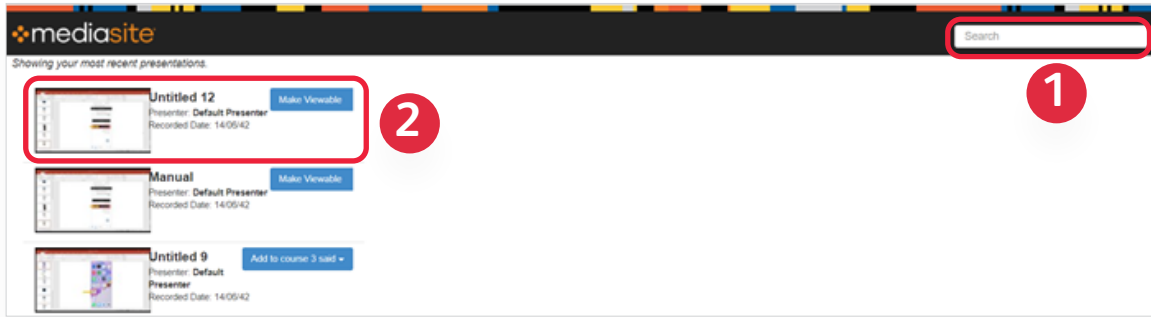 mediasite
Search
Showing your most recent presentations.
1
Untitled 12
Make Viewable
Presenter: Default Presenter
Recorded Date: 14/06/42
2
Manual
Make Viewable
Presenter: Default Presenter
Recorded Date: 14/06/42
Untitled 9
Add to course 3 said
Presenter: Default
Presenter
Recorded Date: 14/06/42